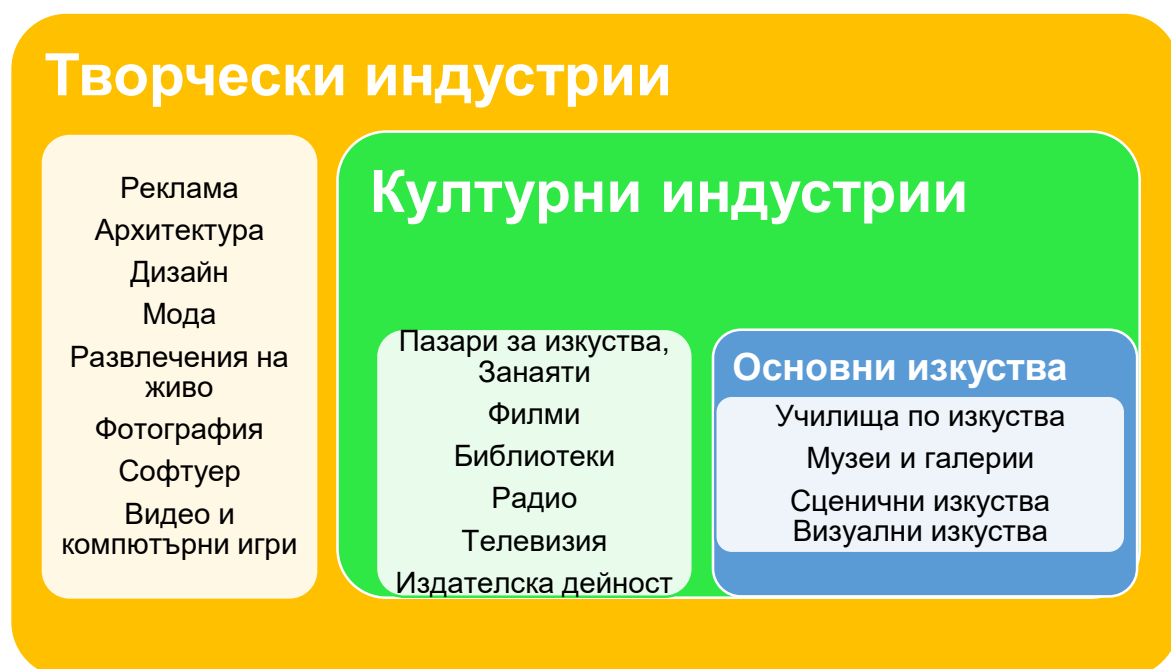 Творчески индустрии
Реклама
Архитектура
Дизайн
Мода
Развлечения на
живо
Фотография
Софтуер
Видео и
компютърни игри
Културни индустрии
Пазари за изкуства,
Занаяти
Филми
Библиотеки
Радио
Телевизия
Издателска дейност
Основни изкуства
Училища по изкуства
Музеи и галерии
Сценични изкуства
Визуални изкуства